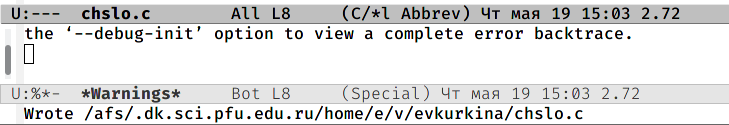 U:---  chslo.c        All L8     (C/*l Abbrev) Чт мая 19 15:03 2.72
the ‘--debug-init’ option to view a complete error backtrace.
U:%*-  *Warnings*     Bot L8     (Special) Чт мая 19 15:03 2.72
Wrote /afs/.dk.sci.pfu.edu.ru/home/e/v/evkurkina/chslo.c